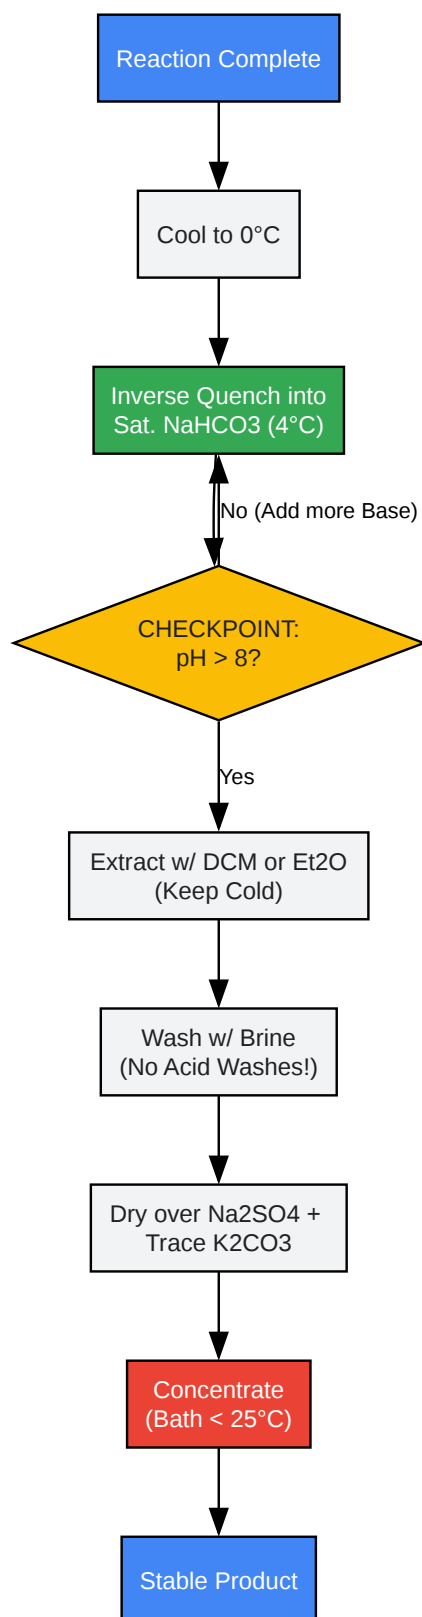 Reaction Complete
Cool to 0°C
Inverse Quench into
Sat. NaHCO3 (4°C)
No (Add more Base)
CHECKPOINT:
pH > 8?
Yes
Extract w/ DCM or Et2O
(Keep Cold)
Wash w/ Brine
(No Acid Washes!)
Dry over Na2SO4 +
Trace K2CO3
Concentrate
(Bath < 25°C)
Stable Product